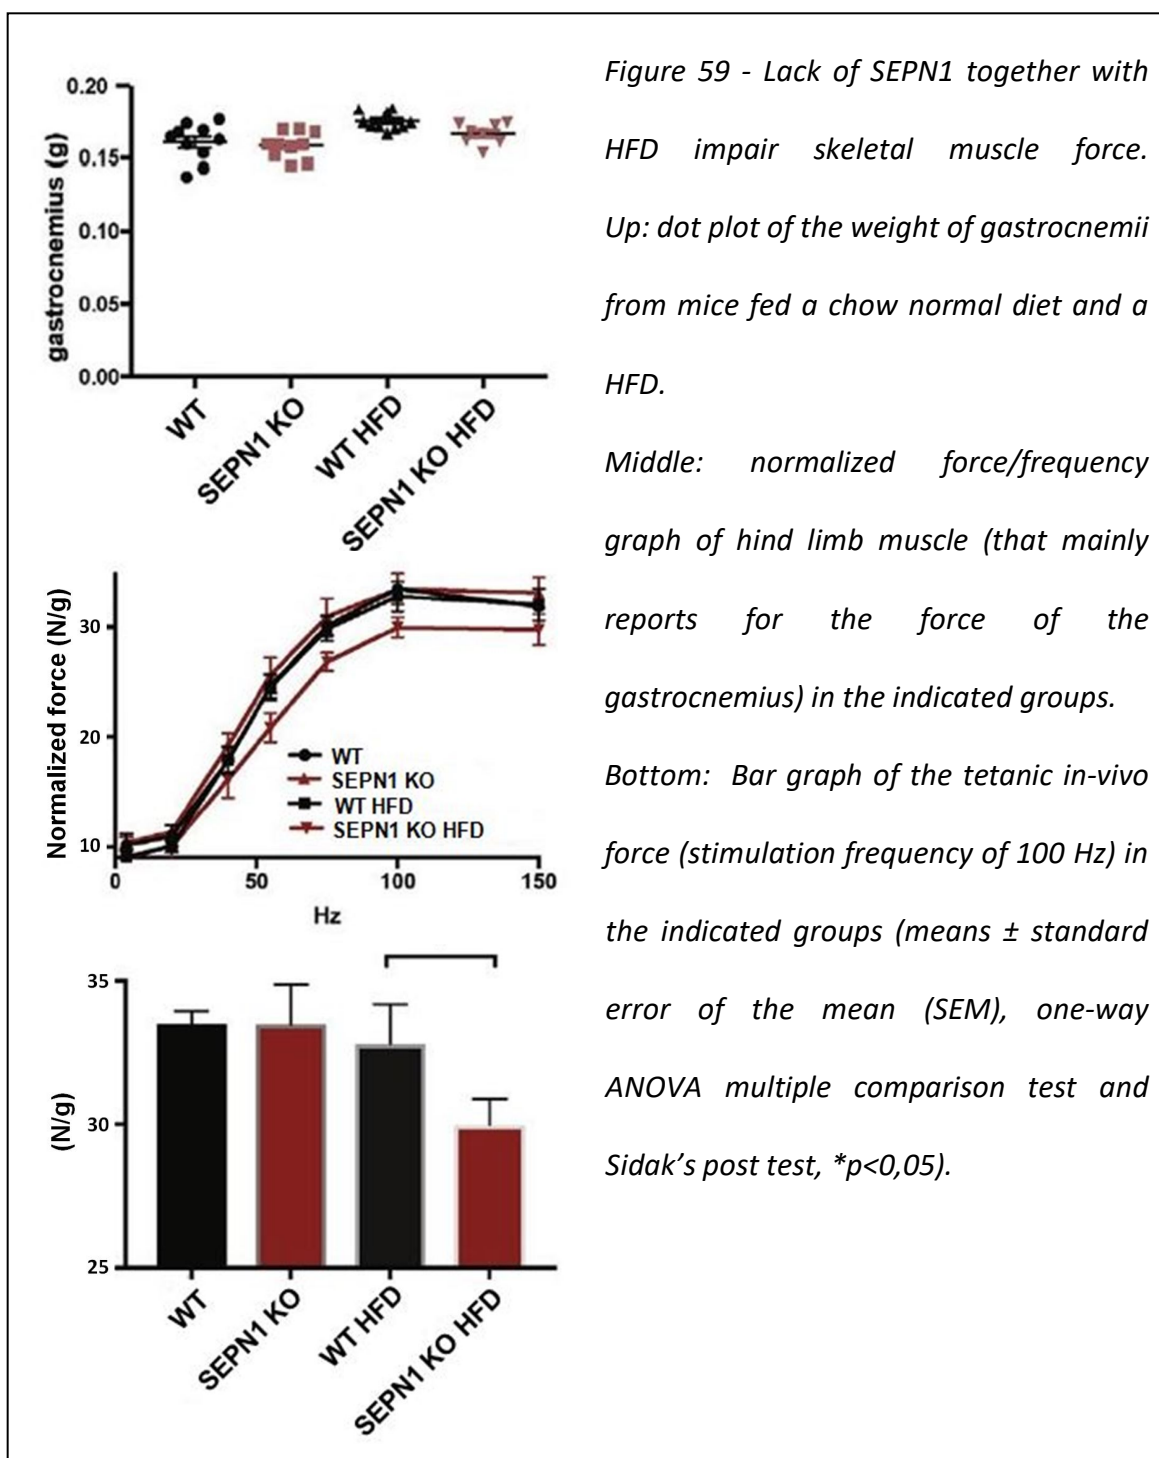 0.20
0.15
0.10
0.05
0.00
gastrocnemius (g)
WT
SEPN1 KO
WT HFD
SEPN1 KO HFD
30
20
10
Normalized force (N/g)
WT
SEPN1 KO
WT HFD
SEPN1 KO HFD
0
50
100
150
Hz
35
30
25
(N/g)
WT
SEPN1 KO
WT HFD
SEPN1 KO HFD
Figure 59 - Lack of SEPN1 together with
HFD impair skeletal muscle force.
Up: dot plot of the weight of gastrocnemii
from mice fed a chow normal diet and a
HFD.
Middle: normalized force/frequency
graph of hind limb muscle (that mainly
reports for the force of the
gastrocnemius) in the indicated groups.
Bottom: Bar graph of the tetanic in-vivo
force (stimulation frequency of 100 Hz) in
the indicated groups (means ± standard
error of the mean (SEM), one-way
ANOVA multiple comparison test and
Sidak’s post test, *p<0,05).